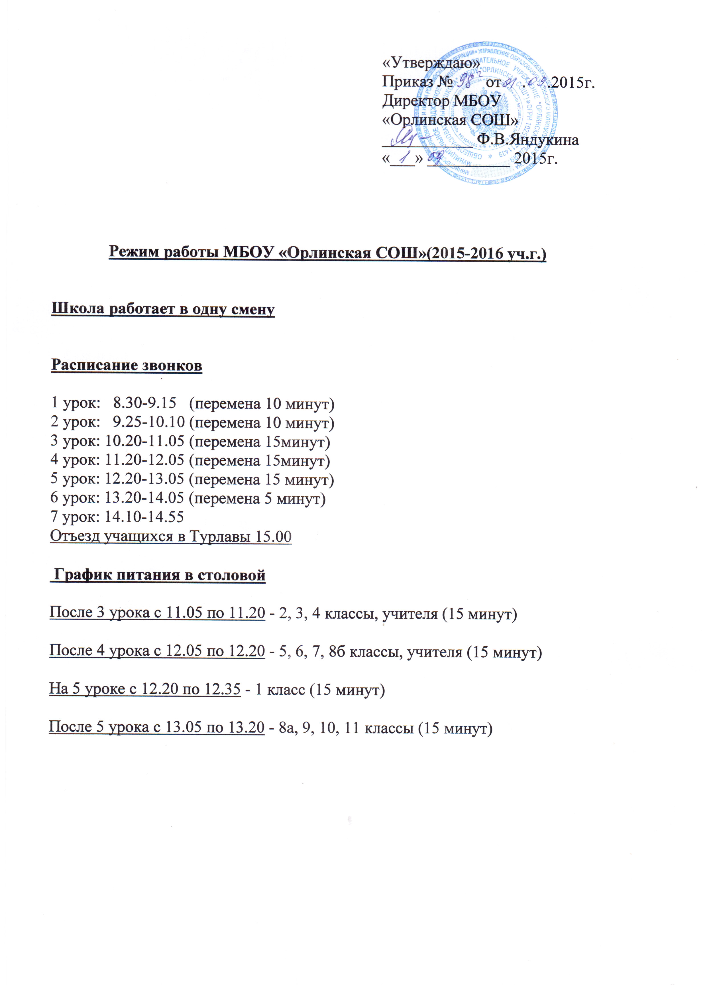 «Утверждаю»
Приказ № 98 от 01.09.2015г.
Директор МБОУ
«Орлинская СОШ»
Ф.В.Яндукина
«1» 09 2015г.
Режим работы МБОУ «Орлинская СОШ»(2015-2016 уч.г.)
Школа работает в одну смену
Расписание звонков
1 урок: 8.30-9.15 (перемена 10 минут)
2 урок: 9.25-10.10 (перемена 10 минут)
3 урок: 10.20-11.05 (перемена 15минут)
4 урок: 11.20-12.05 (перемена 15минут)
5 урок: 12.20-13.05 (перемена 15 минут)
6 урок: 13.20-14.05 (перемена 5 минут)
7 урок: 14.10-14.55
Отъезд учащихся в Турлавы 15.00
График питания в столовой
После 3 урока с 11.05 по 11.20 - 2, 3, 4 классы, учителя (15 минут)
После 4 урока с 12.05 по 12.20 - 5, 6, 7, 8б классы, учителя (15 минут)
На 5 уроке с 12.20 по 12.35 - 1 класс (15 минут)
После 5 урока с 13.05 по 13.20 - 8а, 9, 10, 11 классы (15 минут)